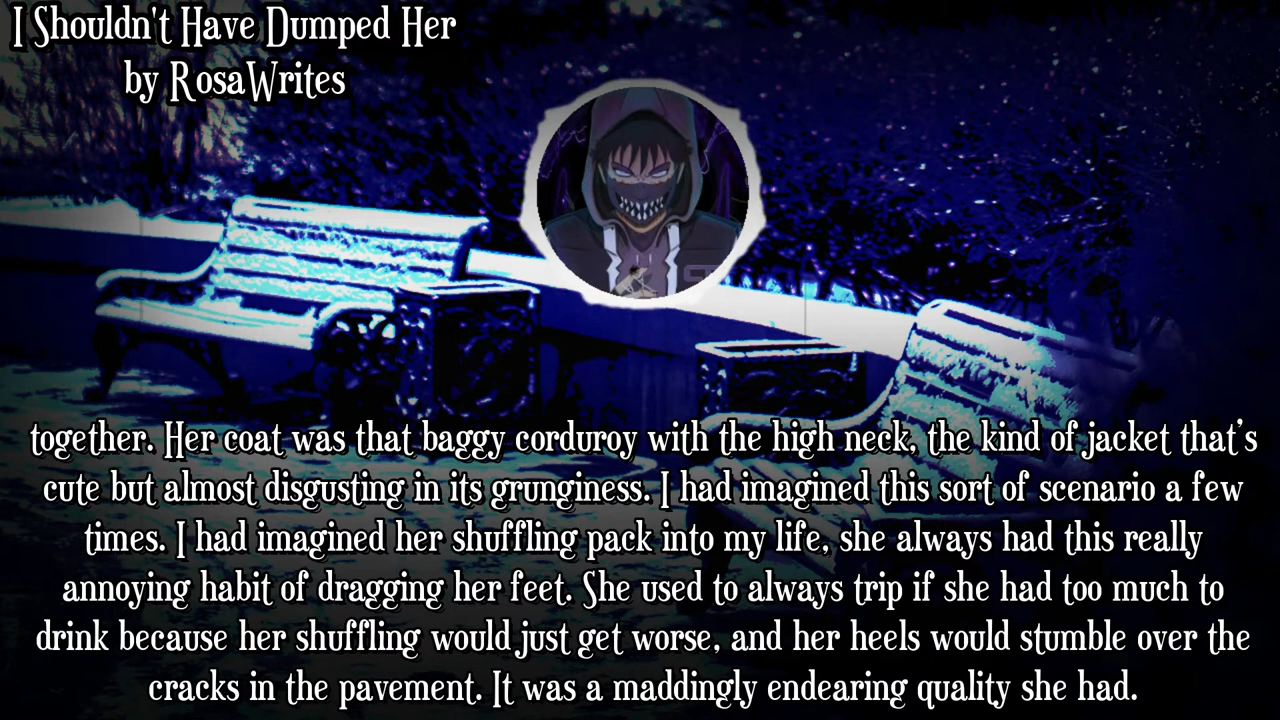 I Shouldn't Have Dumped Her
by RosaWrites
together. Her coat was that baggy corduroy with the high neck, the kind of jacket that's
cute but almost disgusting in its grunginess. I had imagined this sort of scenario a few
times. I had imagined her shuffling pack into my life, she always had this really
annoying habit of dragging her feet. She used to always trip if she had too much to
drink because her shuffling would just get worse, and her heels would stumble over the
cracks in the pavement. It was a maddingly endearing quality she had.